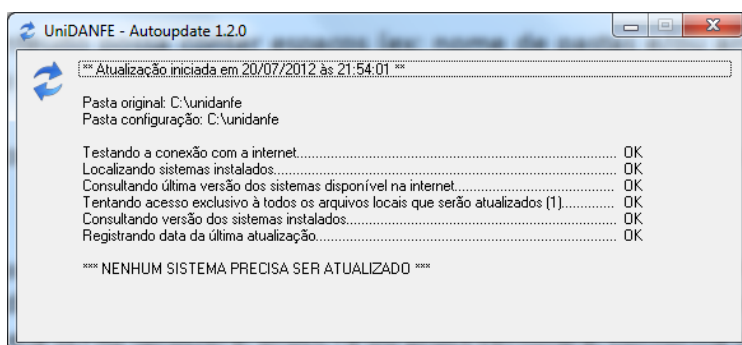 UniDANFE - Autoupdate 1.2.0
** Atualização iniciada em 20/07/2012 às 21:54:01 **
Pasta original: C:\unidanfe
Pasta configuração: C:\unidanfe
Testando a conexão com a internet................................................................................ OK
Localizando sistemas instalados..................................................................................... OK
Consultando última versão dos sistemas disponível na internet........................................ OK
Tentando acesso exclusivo à todos os arquivos locais que serão atualizados (1)............. OK
Consultando versão dos sistemas instalados................................................................... OK
Registrando data da última atualização........................................................................... OK
*** NENHUM SISTEMA PRECISA SER ATUALIZADO ***